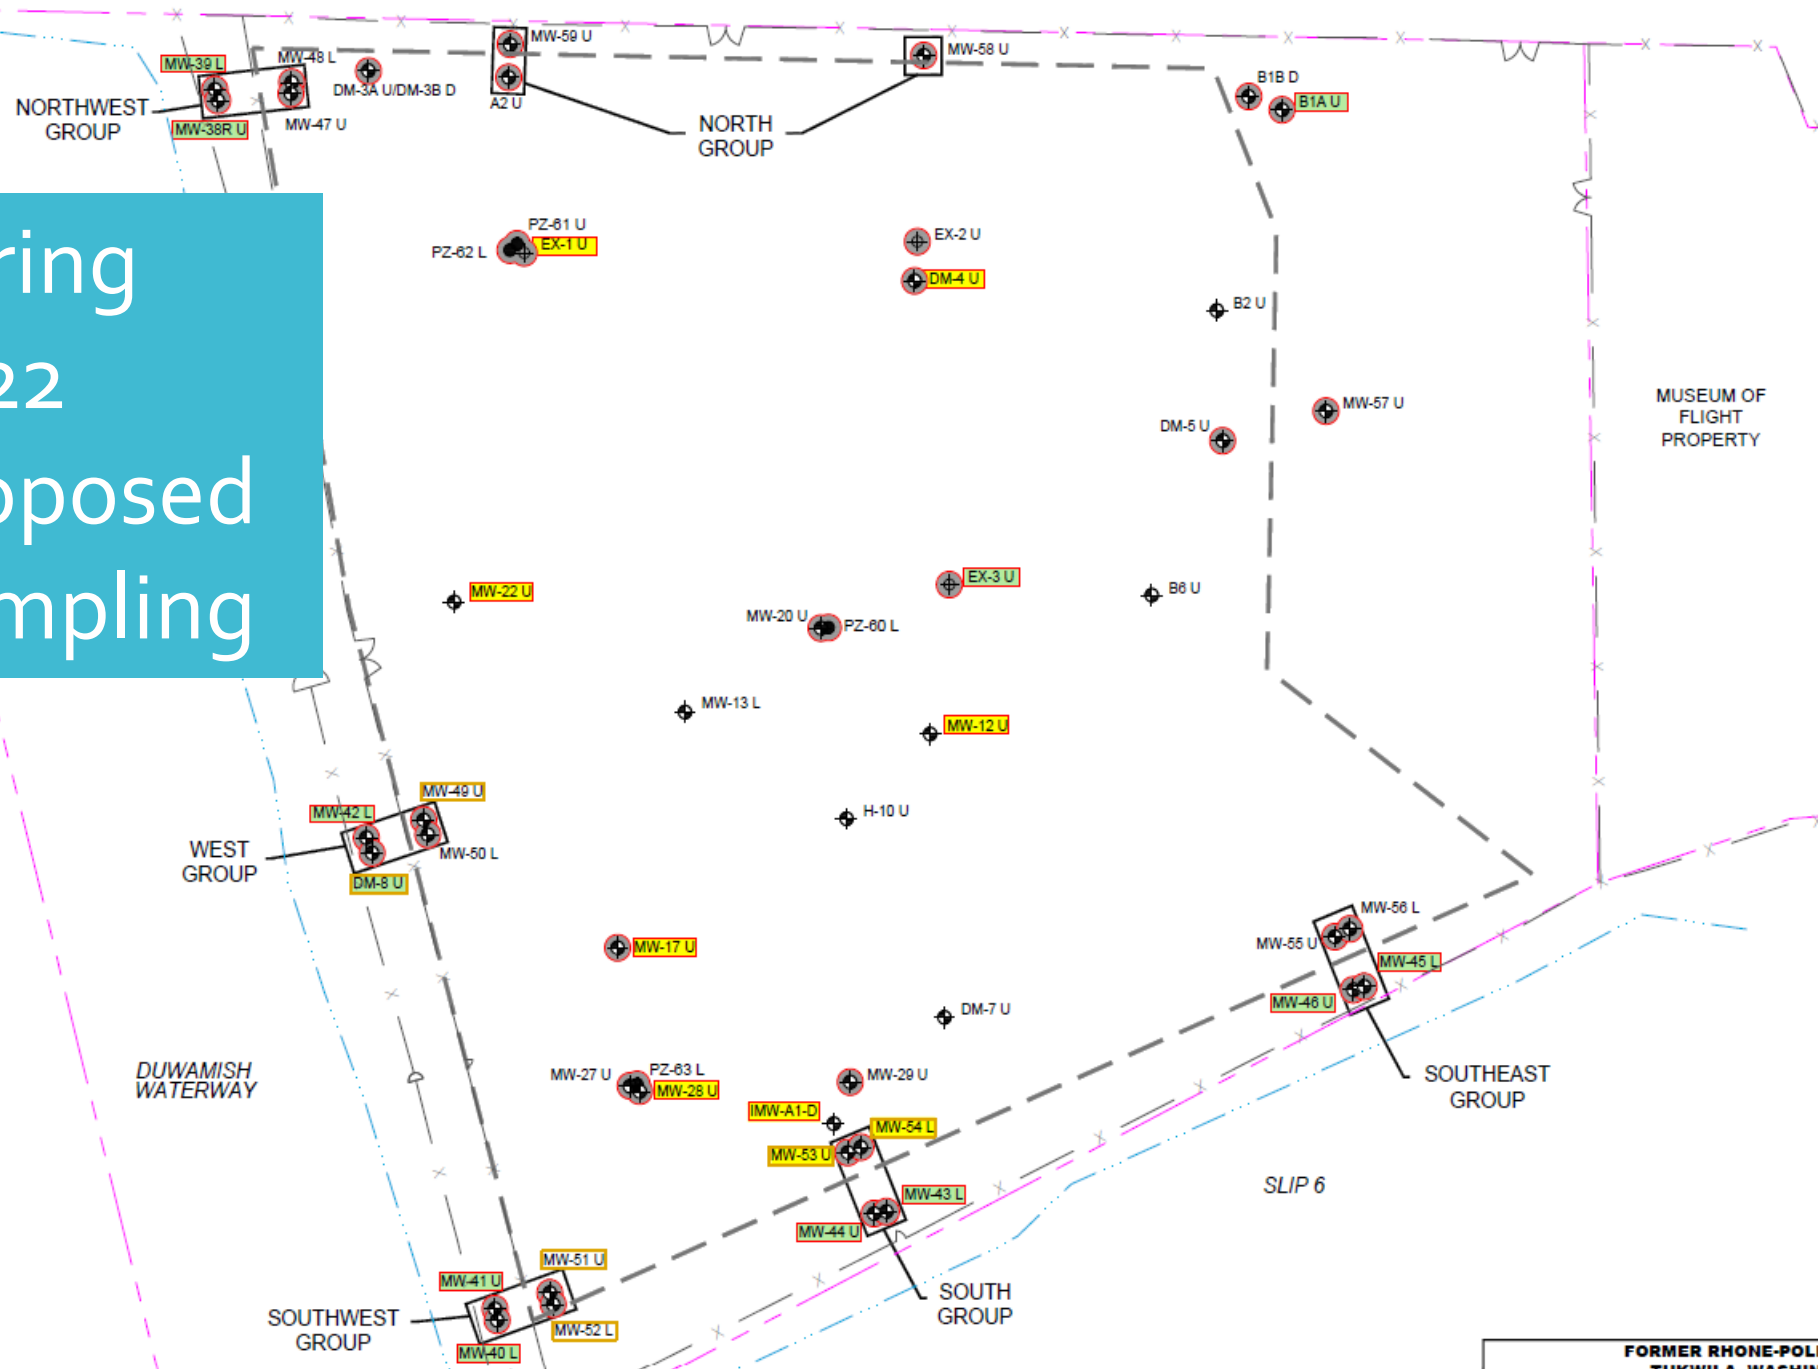 MW-59 U
MW-58 U
MW-39 L
MW-48 L
DM-3A U/DM-3B D
A2 U
B1B D
B1A U
NORTHWEST
GROUP
MW-38R U
MW-47 U
NORTH
GROUP
PZ-61 U
PZ-62 L
EX-1 U
EX-2 U
DM-4 U
B2 U
ring
22
posed
mpling
MW-57 U
DM-5 U
MUSEUM OF
FLIGHT
PROPERTY
MW-22 U
EX-3 U
B6 U
MW-20 U
PZ-60 L
MW-13 L
MW-12 U
MW-49 U
MW-42 L
H-10 U
WEST
GROUP
MW-50 L
DM-8 U
MW-17 U
MW-56 L
MW-55 U
MW-45 L
MW-46 U
DM-7 U
DUWAMISH
WATERWAY
MW-27 U
PZ-63 L
MW-28 U
MW-29 U
SOUTHEAST
GROUP
IMW-A1-D
MW-54 L
MW-53 U
SLIP 6
MW-43 L
MW-44 U
MW-51 U
MW-41 U
SOUTH
GROUP
SOUTHWEST
GROUP
MW-52 L
MW-40 L
FORMER RHONE-POL